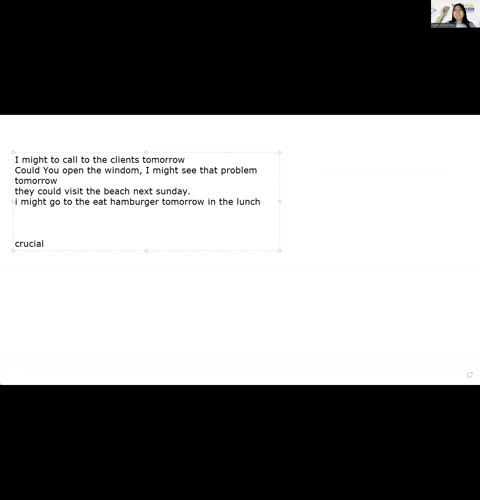 I might to call to the clients tomorrow
Could You open the windom, I might see that problem
tomorrow
they could visit the beach next sunday.
i might go to the eat hamburger tomorrow in the lunch
crucial